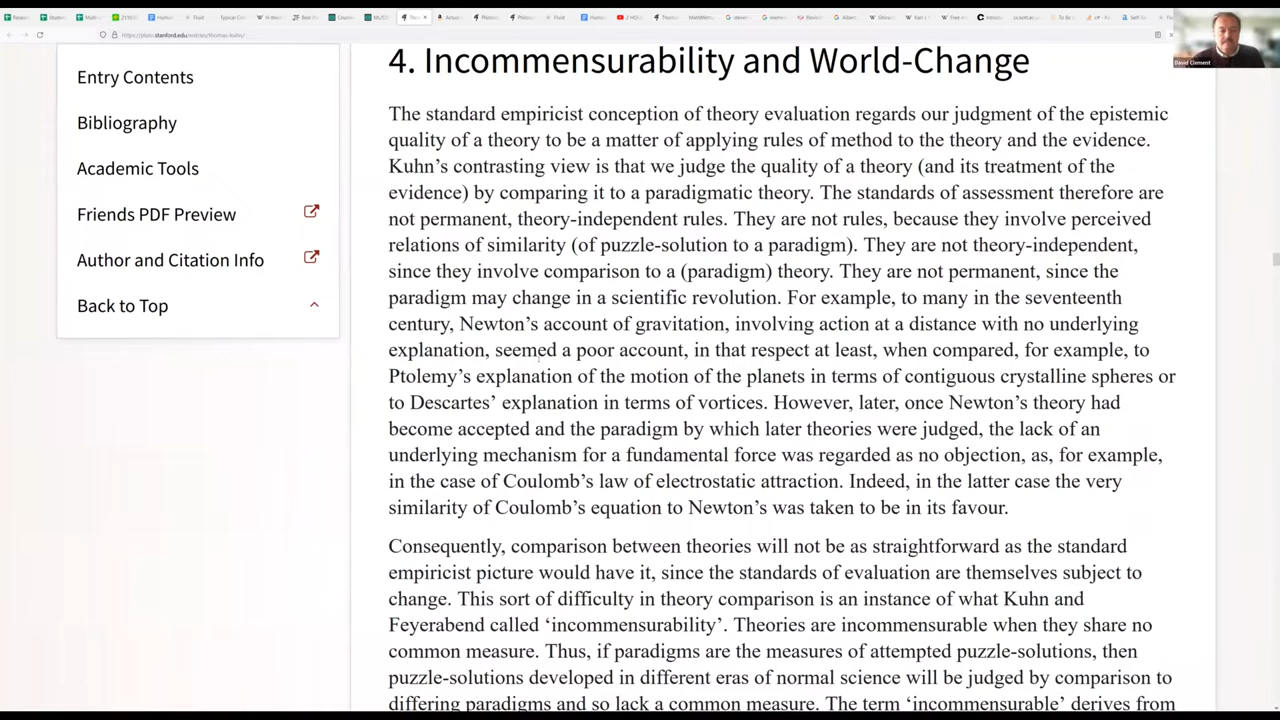 https://plato.stanford.edu/entries/thomas-kuhn/
David Clement
Entry Contents
Bibliography
Academic Tools
Friends PDF Preview
Author and Citation Info
Back to Top
4. Incommensurability and World-Change
The standard empiricist conception of theory evaluation regards our judgment of the epistemic
quality of a theory to be a matter of applying rules of method to the theory and the evidence.
Kuhn’s contrasting view is that we judge the quality of a theory (and its treatment of the
evidence) by comparing it to a paradigmatic theory. The standards of assessment therefore are
not permanent, theory-independent rules. They are not rules, because they involve perceived
relations of similarity (of puzzle-solution to a paradigm). They are not theory-independent,
since they involve comparison to a (paradigm) theory. They are not permanent, since the
paradigm may change in a scientific revolution. For example, to many in the seventeenth
century, Newton’s account of gravitation, involving action at a distance with no underlying
explanation, seemed a poor account, in that respect at least, when compared, for example, to
Ptolemy’s explanation of the motion of the planets in terms of contiguous crystalline spheres or
to Descartes’ explanation in terms of vortices. However, later, once Newton’s theory had
become accepted and the paradigm by which later theories were judged, the lack of an
underlying mechanism for a fundamental force was regarded as no objection, as, for example,
in the case of Coulomb’s law of electrostatic attraction. Indeed, in the latter case the very
similarity of Coulomb’s equation to Newton’s was taken to be in its favour.
Consequently, comparison between theories will not be as straightforward as the standard
empiricist picture would have it, since the standards of evaluation are themselves subject to
change. This sort of difficulty in theory comparison is an instance of what Kuhn and
Feyerabend called ‘incommensurability’. Theories are incommensurable when they share no
common measure. Thus, if paradigms are the measures of attempted puzzle-solutions, then
puzzle-solutions developed in different eras of normal science will be judged by comparison to
differing paradigms and so lack a common measure. The term ‘incommensurable’ derives from